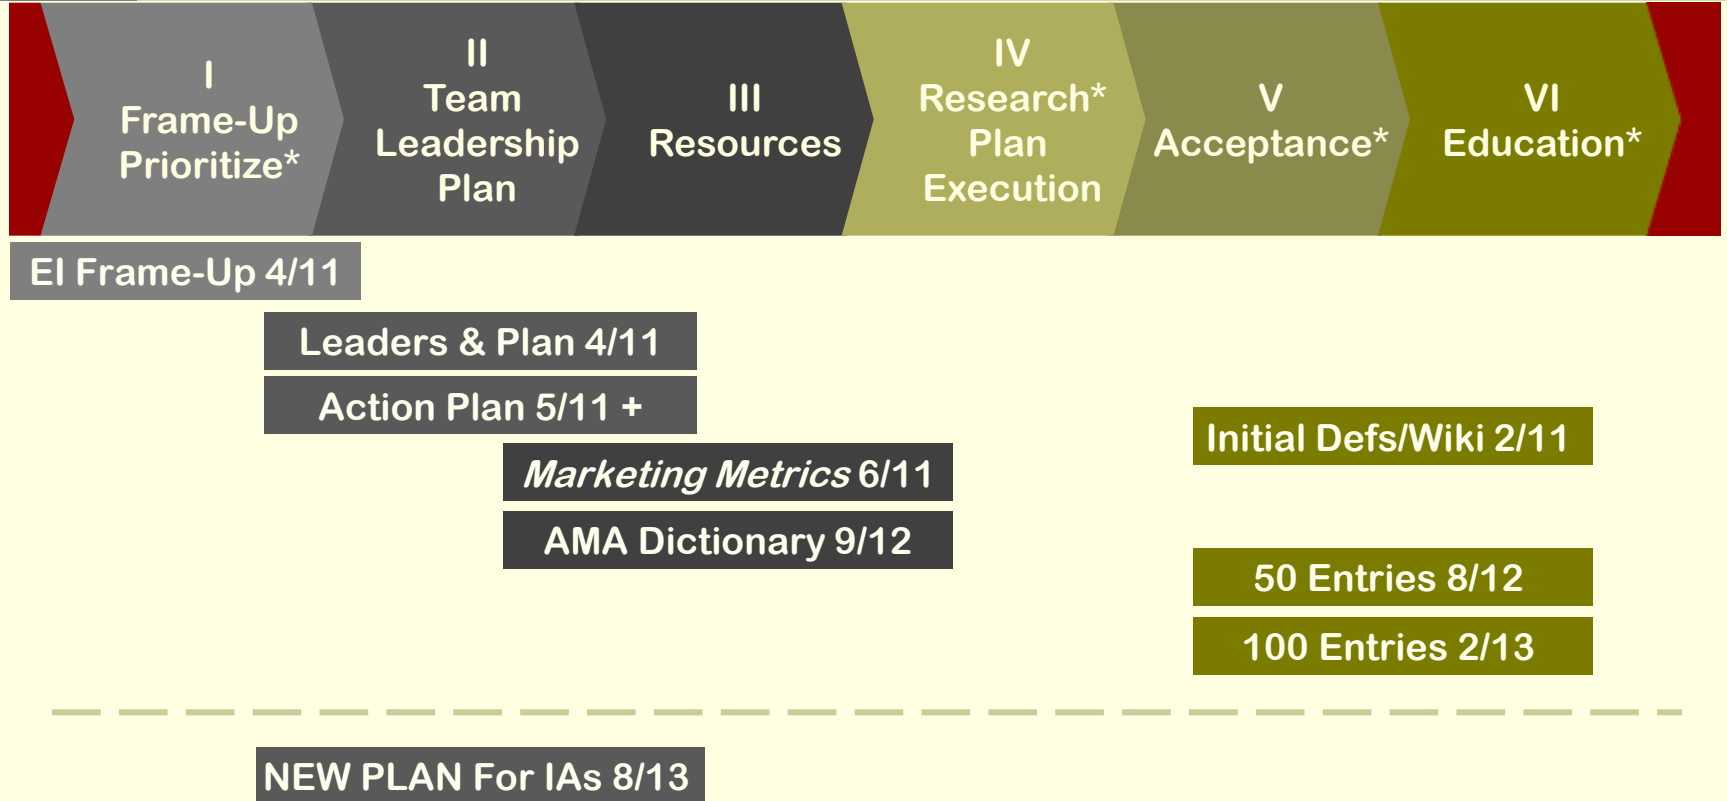 I
Frame-Up
Prioritize*
II
Team
Leadership
Plan
III
Resources
IV
Research*
Plan
Execution
V
Acceptance*
VI
Education*
EI Frame-Up 4/11
Leaders & Plan 4/11
Action Plan 5/11 +
Initial Defs/Wiki 2/11
Marketing Metrics 6/11
AMA Dictionary 9/12
50 Entries 8/12
100 Entries 2/13
NEW PLAN For IAs 8/13